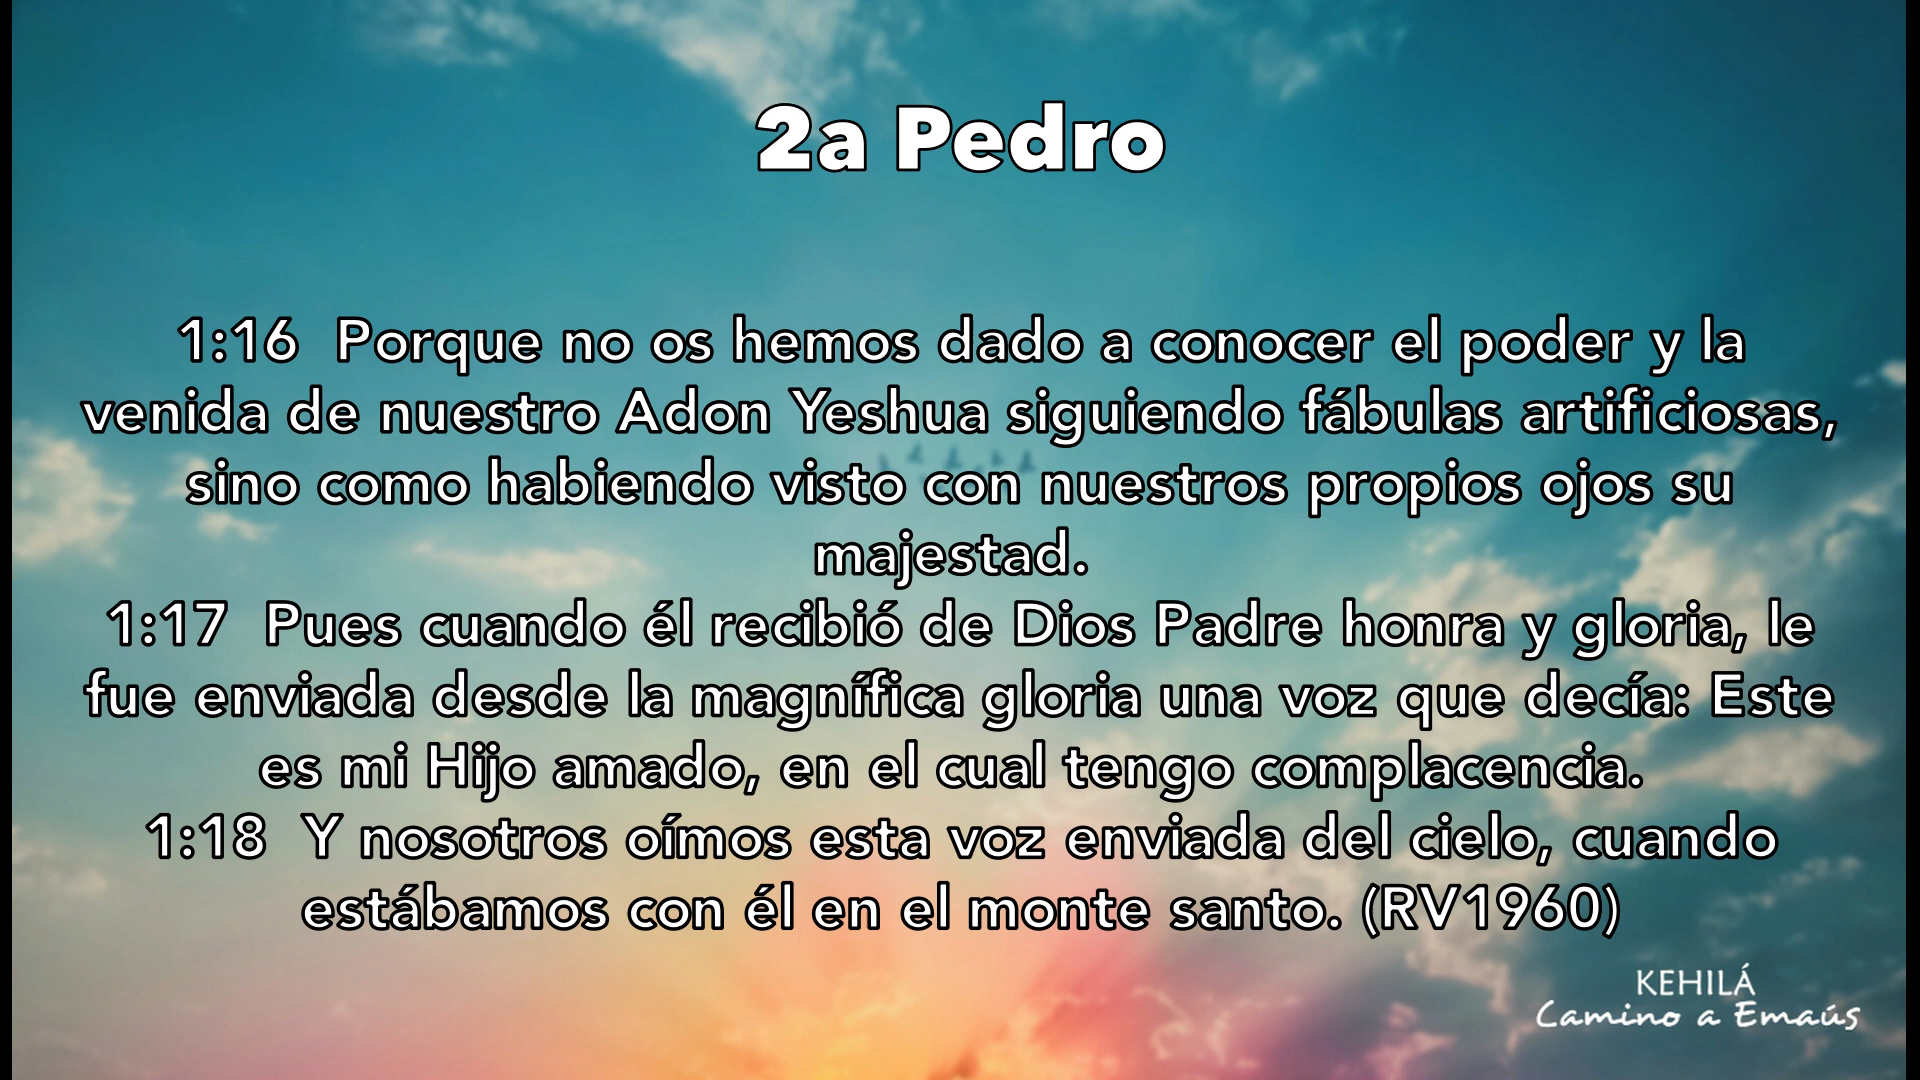 2a Pedro
1:16 Porque no os hemos dado a conocer el poder y la
venida de nuestro Adon Yeshua siguiendo fábulas artificiosas,
sino como habiendo visto con nuestros propios ojos su
majestad.
1:17 Pues cuando él recibió de Dios Padre honra y gloria, le
fue enviada desde la magnífica gloria una voz que decía: Este
es mi Hijo amado, en el cual tengo complacencia.
1:18 Y nosotros oímos esta voz enviada del cielo, cuando
estábamos con él en el monte santo. (RV1960)
KEHILÁ
Camino a Emaús